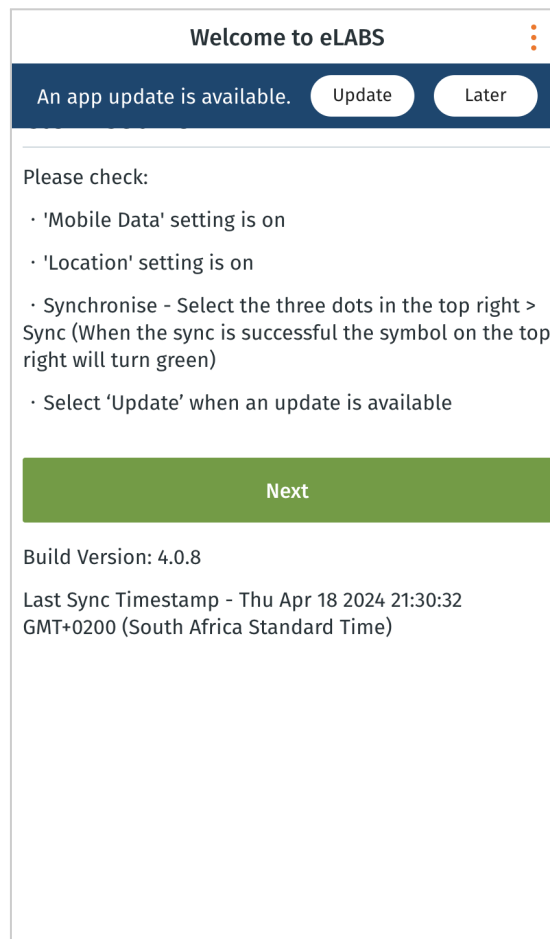 Welcome to eLABS
An app update is available. Update Later
Please check:
· 'Mobile Data' setting is on
· 'Location' setting is on
· Synchronise - Select the three dots in the top right >
Sync (When the sync is successful the symbol on the top
right will turn green)
· Select ‘Update’ when an update is available
Next
Build Version: 4.0.8
Last Sync Timestamp - Thu Apr 18 2024 21:30:32
GMT+0200 (South Africa Standard Time)